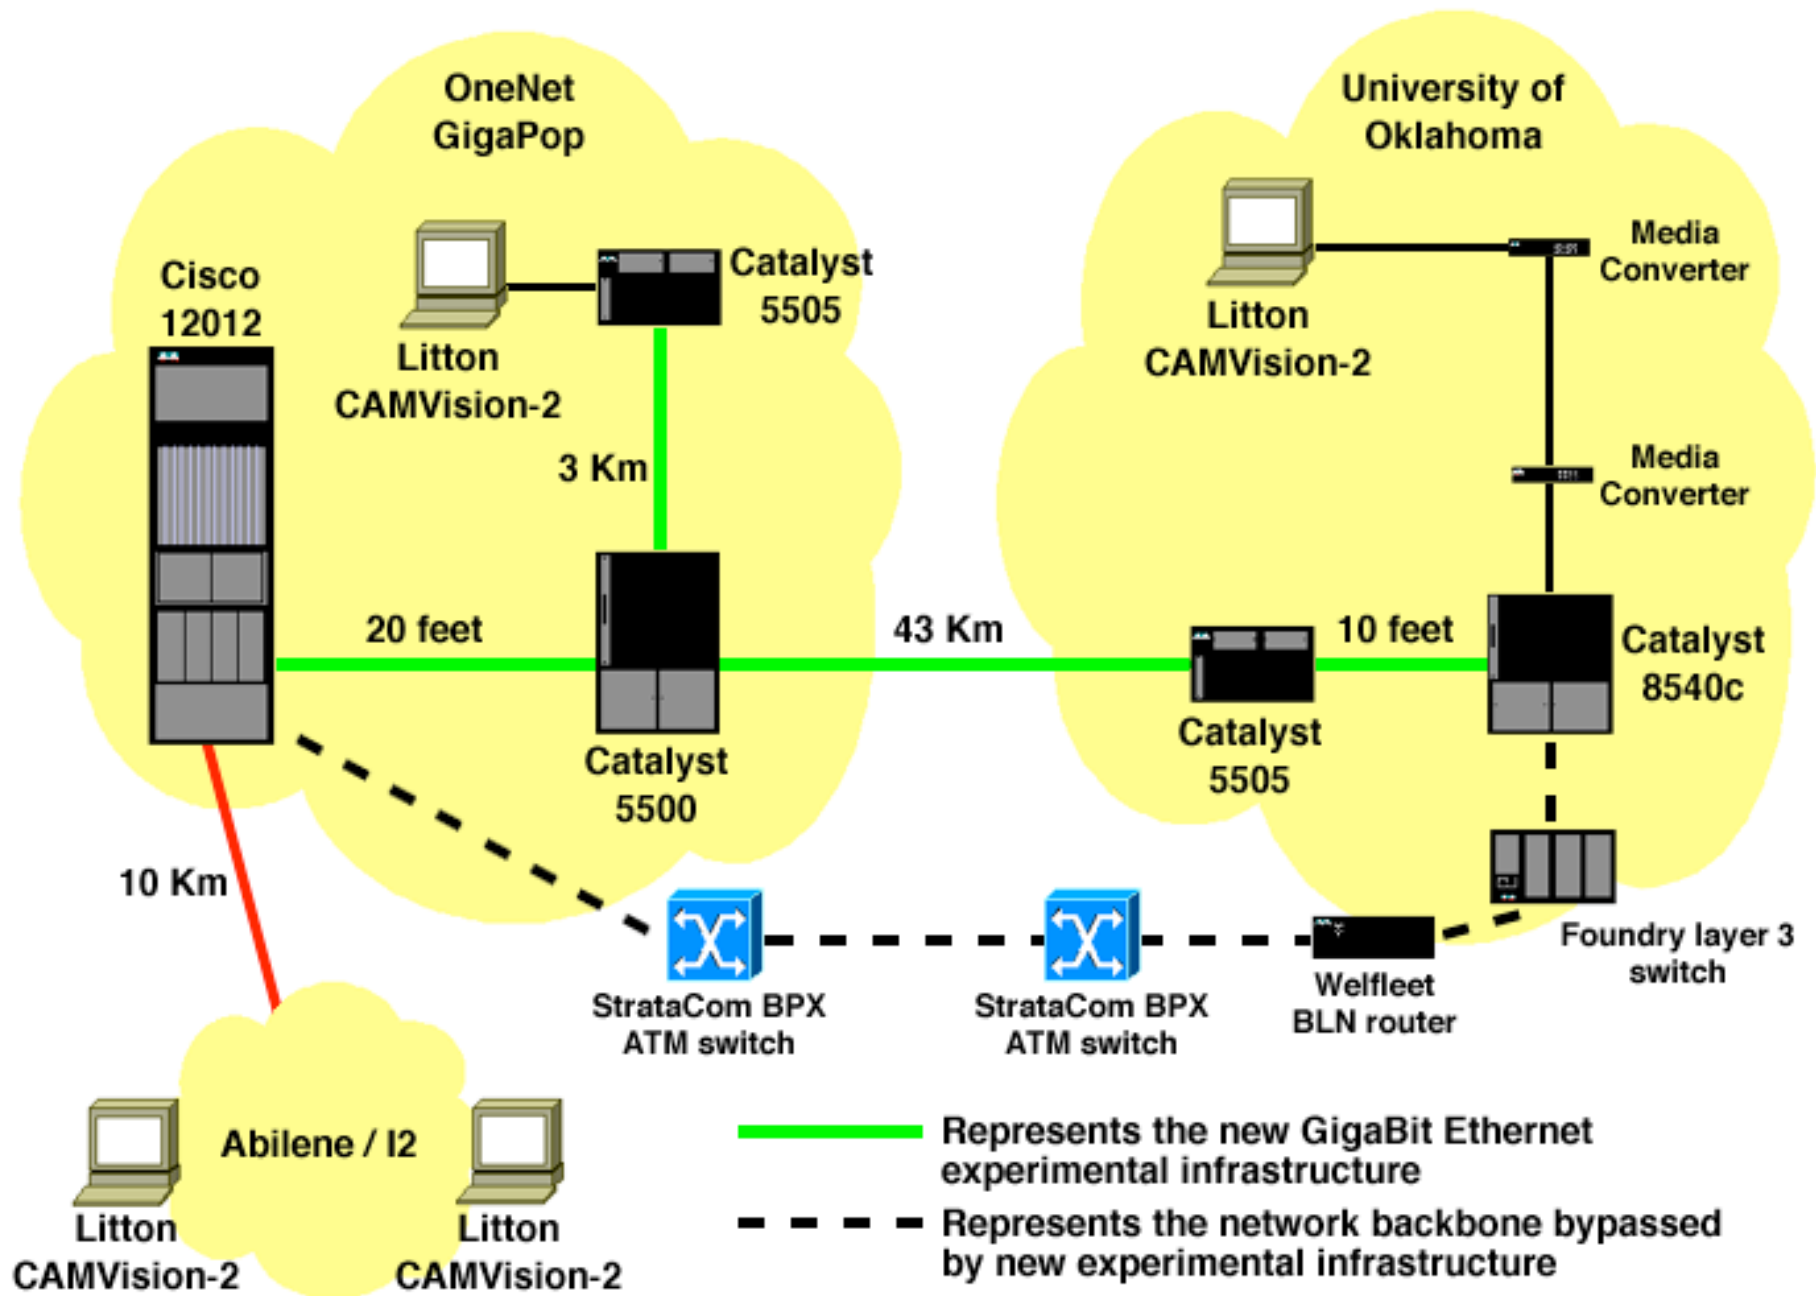 OneNet
GigaPop
University of
Oklahoma
Cisco
12012
Litton
CAMVision-2
Catalyst
5505
Litton
CAMVision-2
Media
Converter
Media
Converter
3 Km
20 feet
43 Km
10 feet
Catalyst
5500
Catalyst
5505
Catalyst
8540c
10 Km
StrataCom BPX
ATM switch
StrataCom BPX
ATM switch
Welfleet
BLN router
Foundry layer 3
switch
Abilene / I2
Litton
CAMVision-2
Litton
CAMVision-2
Represents the new GigaBit Ethernet
experimental infrastructure
Represents the network backbone bypassed
by new experimental infrastructure